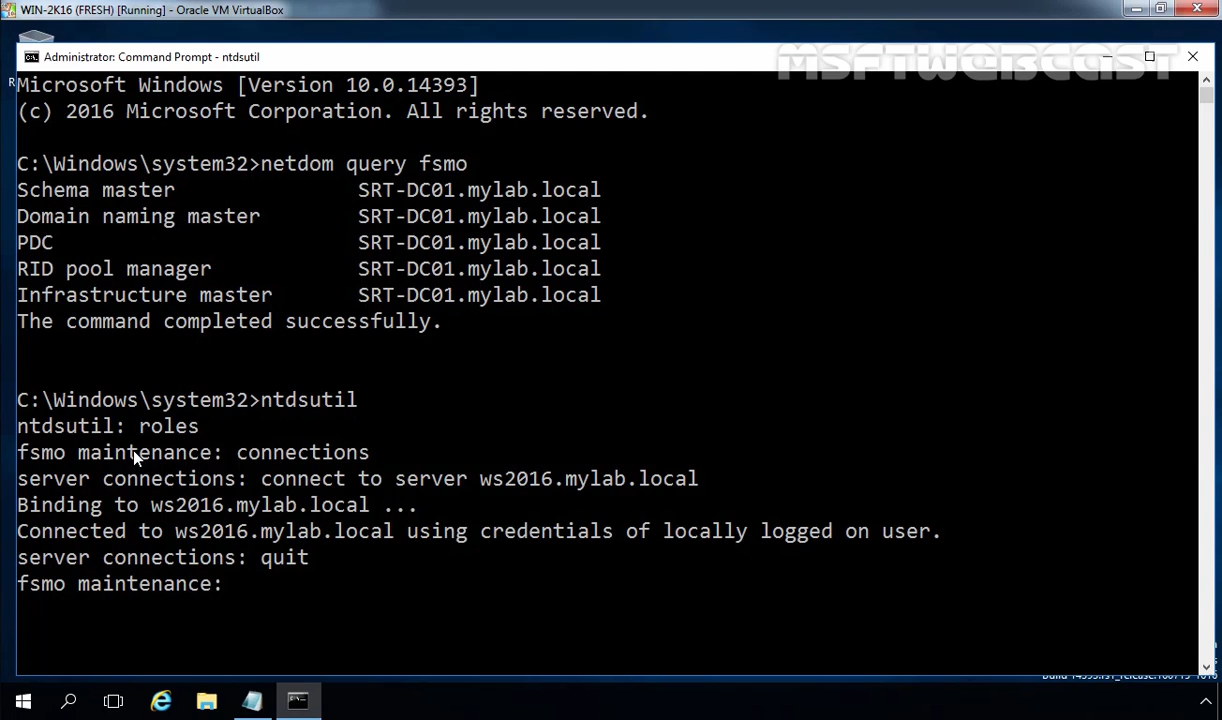 WIN-2K16 (FRESH) [Running] - Oracle VM VirtualBox
Administrator: Command Prompt - ntdsutil
MSFTWEBCAST
R
Microsoft Windows [Version 10.0.14393]
(c) 2016 Microsoft Corporation. All rights reserved.
C:\Windows\system32>netdom query fsmo
Schema master SRT-DC01.mylab.local
Domain naming master SRT-DC01.mylab.local
PDC SRT-DC01.mylab.local
RID pool manager SRT-DC01.mylab.local
Infrastructure master SRT-DC01.mylab.local
The command completed successfully.
C:\Windows\system32>ntdsutil
ntdsutil: roles
fsmo maintenance: connections
server connections: connect to server ws2016.mylab.local
Binding to ws2016.mylab.local ...
Connected to ws2016.mylab.local using credentials of locally logged on user.
server connections: quit
fsmo maintenance: